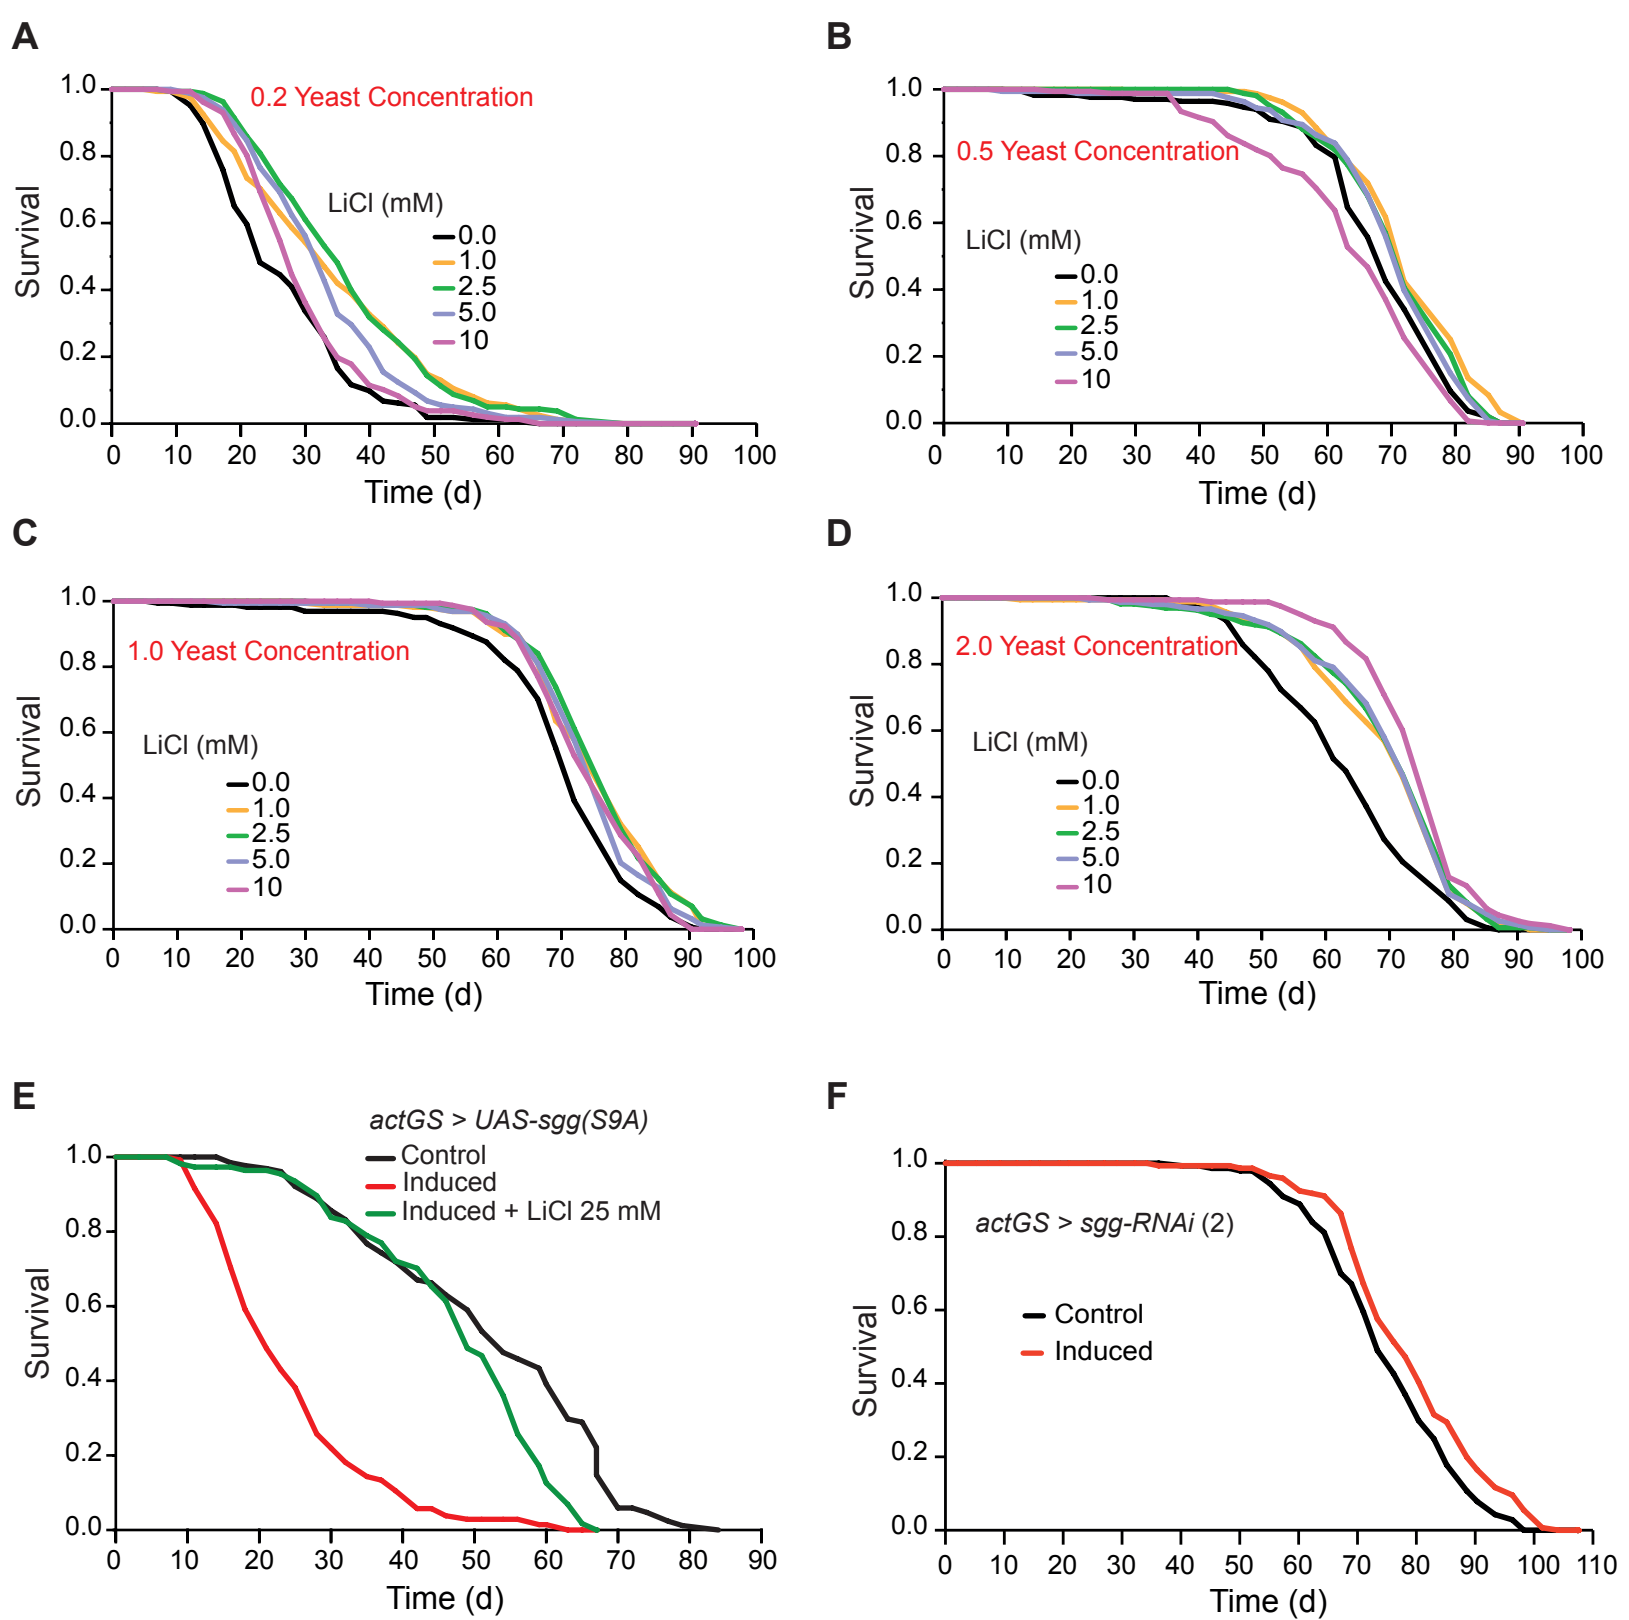 A
1.0
0.8
0.6
0.4
0.2
0.0
Survival
0.2 Yeast Concentration
LiCl (mM)
0.0
1.0
2.5
5.0
10
0 10 20 30 40 50 60 70 80 90 100
Time (d)
B
1.0
0.8
0.6
0.4
0.2
0.0
Survival
0.5 Yeast Concentration
LiCl (mM)
0.0
1.0
2.5
5.0
10
0 10 20 30 40 50 60 70 80 90 100
Time (d)
C
1.0
0.8
0.6
0.4
0.2
0.0
Survival
1.0 Yeast Concentration
LiCl (mM)
0.0
1.0
2.5
5.0
10
0 10 20 30 40 50 60 70 80 90 100
Time (d)
D
1.0
0.8
0.6
0.4
0.2
0.0
Survival
2.0 Yeast Concentration
LiCl (mM)
0.0
1.0
2.5
5.0
10
0 10 20 30 40 50 60 70 80 90 100
Time (d)
E
actGS > UAS-sgg(S9A)
Control
Induced
Induced + LiCl 25 mM
1.0
0.8
0.6
0.4
0.2
0.0
Survival
0 10 20 30 40 50 60 70 80 90
Time (d)
F
1.0
0.8
0.6
0.4
0.2
0.0
Survival
actGS > sgg-RNAi (2)
Control
Induced
0 10 20 30 40 50 60 70 80 90 100 110
Time (d)